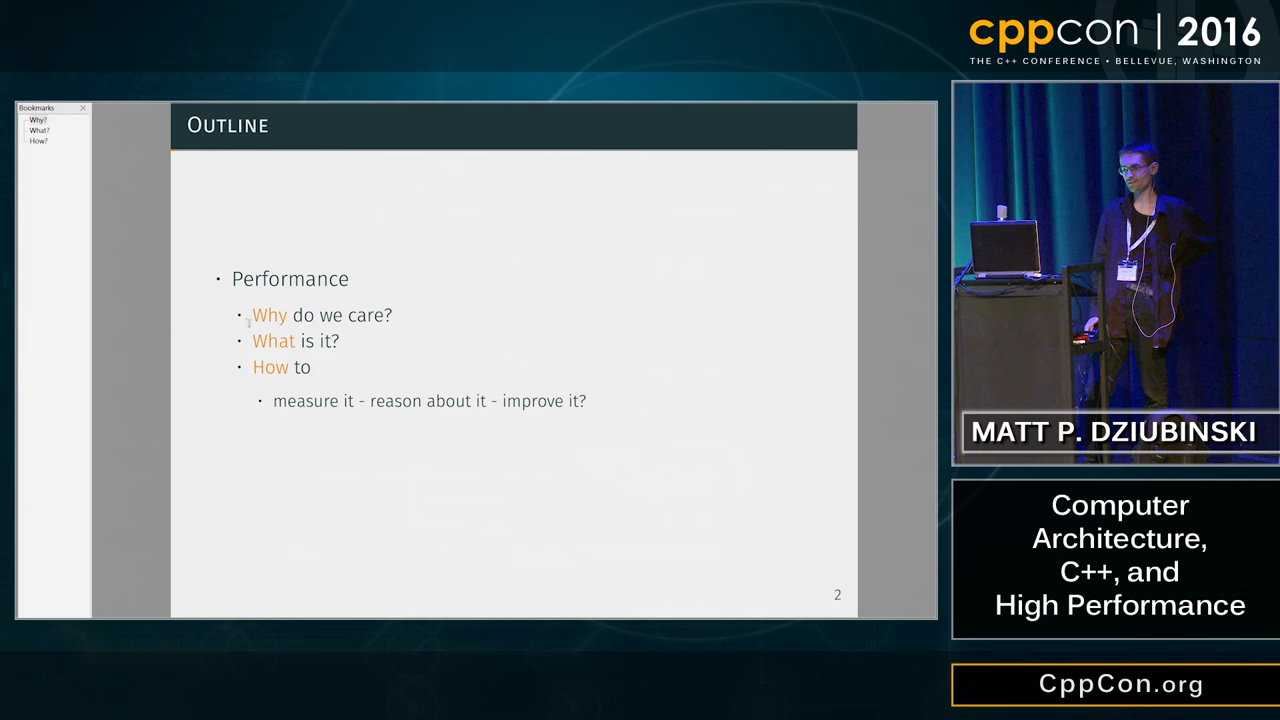 cppcon | 2016
THE C++ CONFERENCE • BELLEVUE, WASHINGTON
Bookmarks
Why?
What?
How?
OUTLINE
• Performance
• Why do we care?
• What is it?
• How to
• measure it - reason about it - improve it?
2
MATT P. DZIUBINSKI
Computer
Architecture,
C++, and
High Performance
CppCon.org